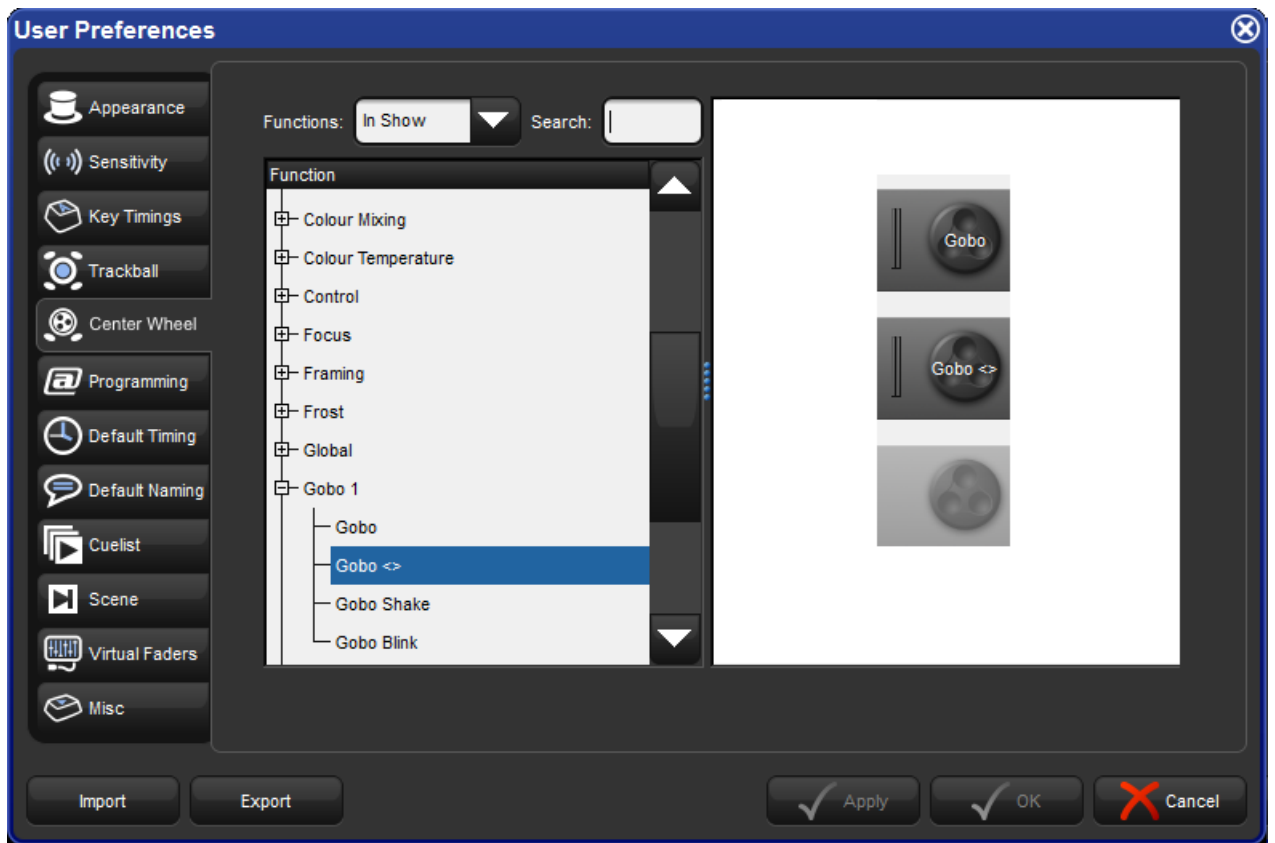 User Preferences
Appearance
Sensitivity
Key Timings
Trackball
Center Wheel
Programming
Default Timing
Default Naming
Cuelist
Scene
Virtual Faders
Misc
Functions: In Show Search:
Function
Colour Mixing
Colour Temperature
Control
Focus
Framing
Frost
Global
Gobo 1
Gobo
Gobo <>
Gobo Shake
Gobo Blink
Gobo
Gobo <>
Import Export Apply OK Cancel